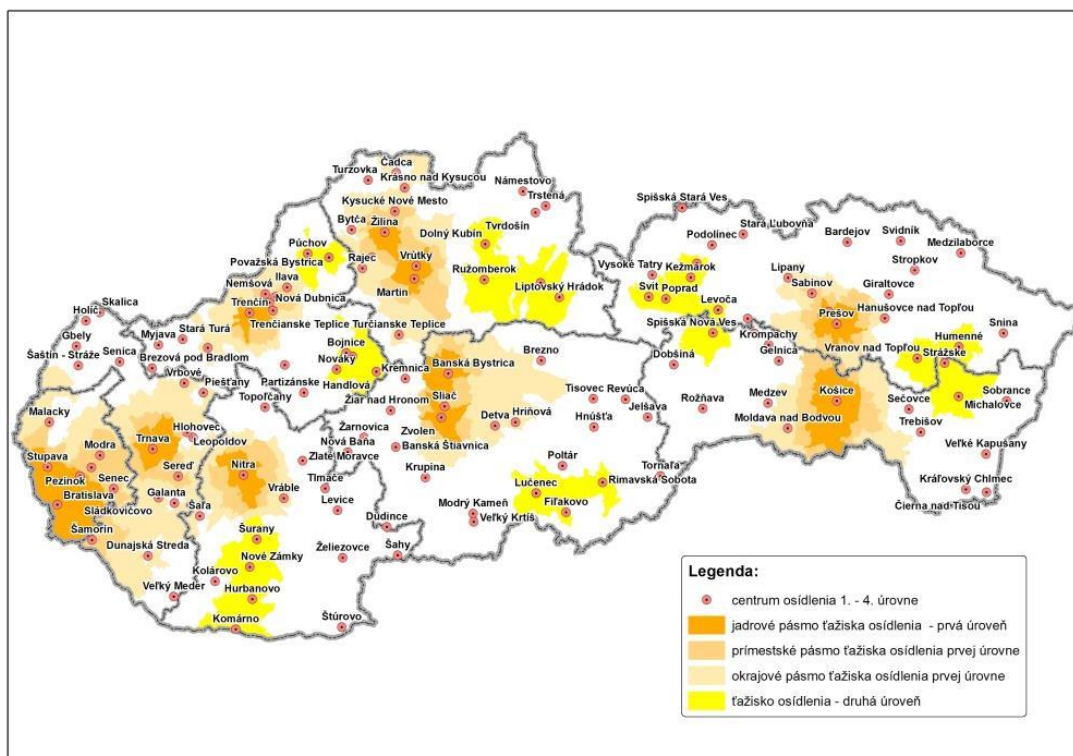 Čadca
Turzovka
Krásno nad Kysucou
Námestovo
Trstená
Kysucké Nové Mesto
Spišská Stará Ves
Bytča
Žilina
Tvrdošín
Stará Ľubovňa
Svidník
Dolný Kubín
Podolínec
Bardejov
Medzilaborce
Púchov
Vrútky
Považská Bystrica
Rajec
Vysoké Tatry
Kežmarok
Lipany
Stropkov
Ilava
Ružomberok
Sabinov
Giraltovce
Nemšová
Martin
Liptovský Hrádok
Svit
Poprad
Nová Dubnica
Levoča
Hanušovce nad Topľou
Skalica
Trenčín
Prešov
Holíč
Trenčianske Teplice
Turčianske Teplice
Spišská Nová Ves
Snina
Gbely
Myjava
Stará Turá
Krompachy
Humenné
Bojnice
Vranov nad Topľou
Šaštín - Stráže
Senica
Brezová pod Bradlom
Nováky
Brezno
Dobšiná
Gelnica
Strážske
Banská Bystrica
Kremnica
Vrbové
Handlová
Piešťany
Partizánske
Košice
Sobrance
Topoľčany
Sliač
Tisovec
Revúca
Rožňava
Medzev
Michalovce
Malacky
Žiar nad Hronom
Sečovce
Hlohovec
Detva
Hriňová
Hnúšťa
Jelšava
Moldava nad Bodvou
Modra
Trnava
Leopoldov
Žarnovica
Zvolen
Trebišov
Nová Baňa
Banská Štiavnica
Veľké Kapušany
Stupava
Zlaté Moravce
Nitra
Poltár
Tornaľa
Pezinok
Senec
Sereď
Krupina
Kráľovský Chlmec
Bratislava
Galanta
Vráble
Tlmače
Lučenec
Rimavská Sobota
Levice
Modrý Kameň
Fiľakovo
Čierna nad Tisou
Sládkovičovo
Šaľa
Dudince
Veľký Krtíš
Šamorín
Šurany
Dunajská Streda
Želiezovce
Šahy
Nové Zámky
Kolárovo
Veľký Meder
Hurbanovo
Komárno
Štúrovo
Legenda:
centrum osídlenia 1. - 4. úrovne
jadrové pásmo ťažiska osídlenia - prvá úroveň
prímestské pásmo ťažiska osídlenia prvej úrovne
okrajové pásmo ťažiska osídlenia prvej úrovne
ťažisko osídlenia - druhá úroveň